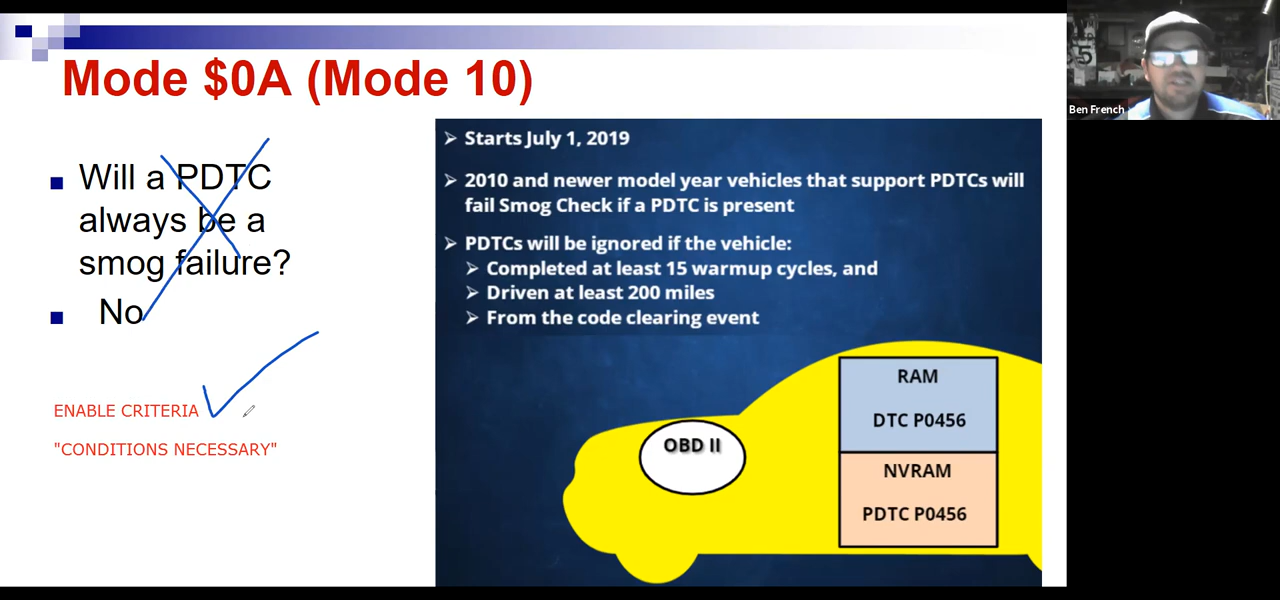 Mode $0A (Mode 10)
Will a PDTC
always be a
smog failure?
No
ENABLE CRITERIA
"CONDITIONS NECESSARY"
Starts July 1, 2019
2010 and newer model year vehicles that support PDTCs will
fail Smog Check if a PDTC is present
PDTCs will be ignored if the vehicle:
Completed at least 15 warmup cycles, and
Driven at least 200 miles
From the code clearing event
OBD II
RAM
DTC P0456
NVRAM
PDTC P0456
Ben French